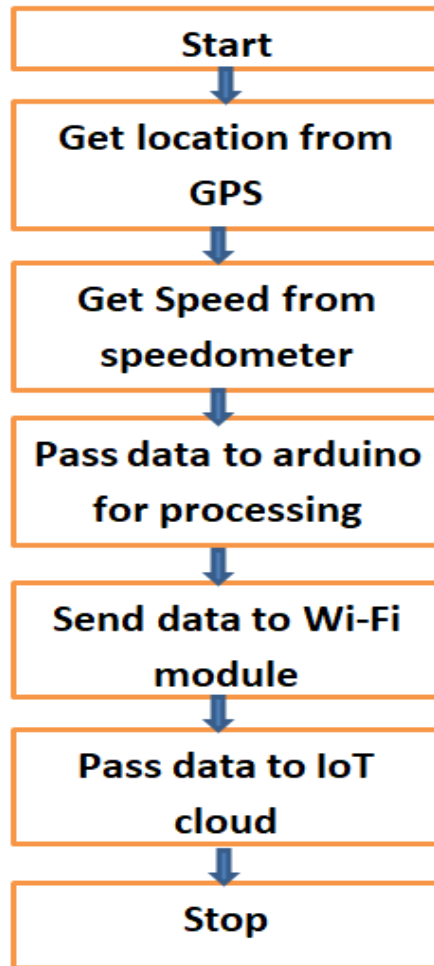 Start
Get location from
GPS
Get Speed from
speedometer
Pass data to arduino
for processing
Send data to Wi-Fi
module
Pass data to IoT
cloud
Stop